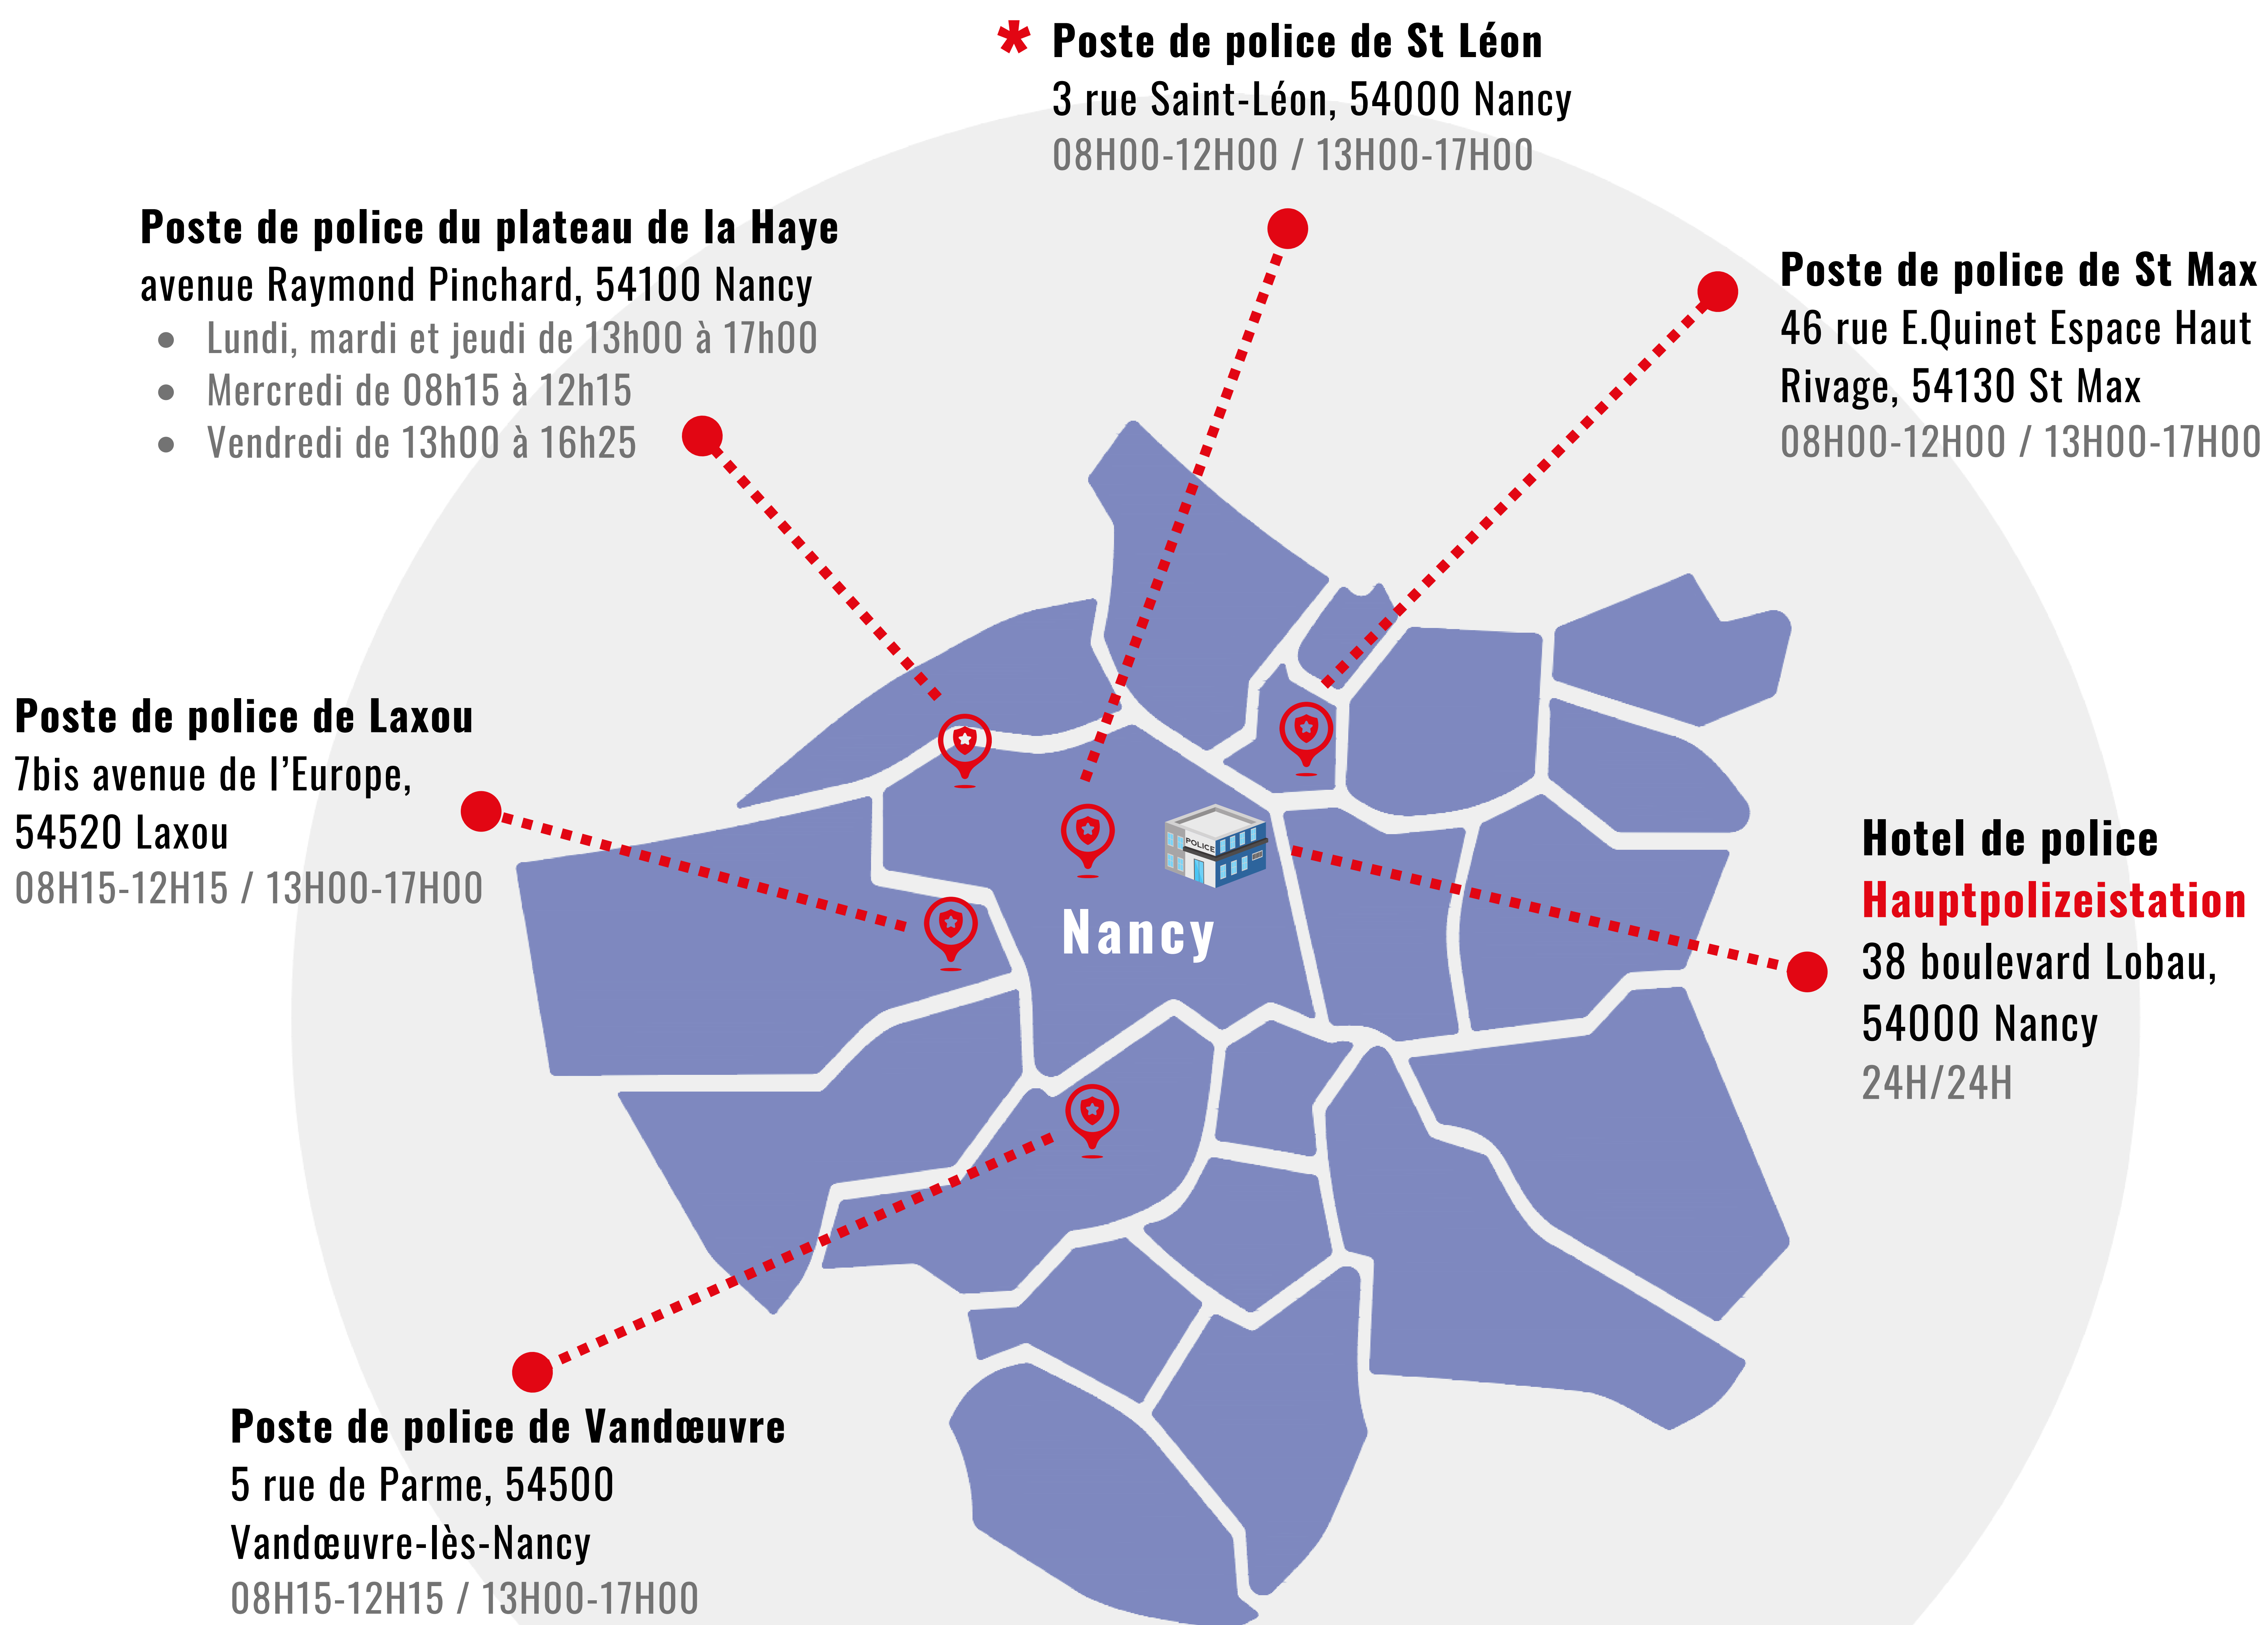 * Poste de police de St Léon
3 rue Saint-Léon, 54000 Nancy
08H00-12H00 / 13H00-17H00
Poste de police du plateau de la Haye
avenue Raymond Pinchard, 54100 Nancy
• Lundi, mardi et jeudi de 13h00 à 17h00
• Mercredi de 08h15 à 12h15
• Vendredi de 13h00 à 16h25
Poste de police de St Max
46 rue E.Quinet Espace Haut
Rivage, 54130 St Max
08H00-12H00 / 13H00-17H00
Poste de police de Laxou
7bis avenue de l’Europe,
54520 Laxou
08H15-12H15 / 13H00-17H00
POLICE
Nancy
Hotel de police
Hauptpolizeistation
38 boulevard Lobau,
54000 Nancy
24H/24H
Poste de police de Vandœuvre
5 rue de Parme, 54500
Vandœuvre-lès-Nancy
08H15-12H15 / 13H00-17H00